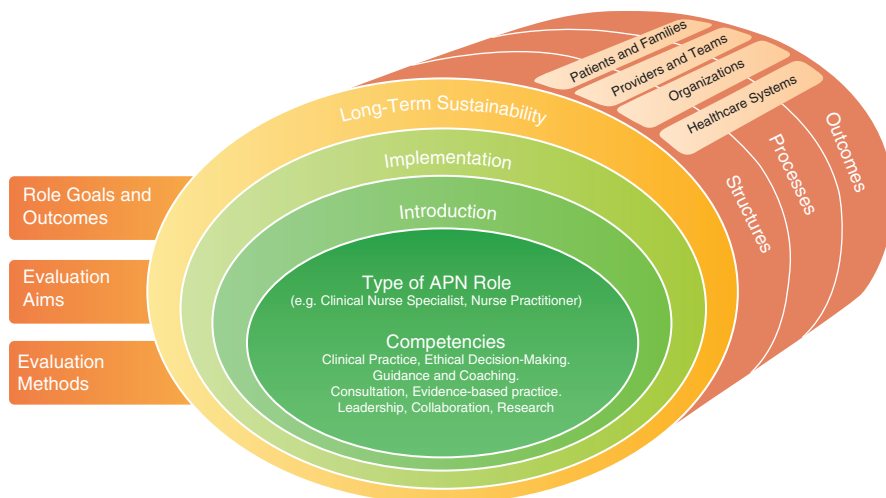 Patients and Families
Providers and Teams
Organizations
Healthcare Systems
Outcomes
Processes
Structures
Long-Term Sustainability
Implementation
Introduction
Role Goals and
Outcomes
Evaluation
Aims
Evaluation
Methods
Type of APN Role
(e.g. Clinical Nurse Specialist, Nurse Practitioner)
Competencies
Clinical Practice, Ethical Decision-Making.
Guidance and Coaching.
Consultation, Evidence-based practice.
Leadership, Collaboration, Research